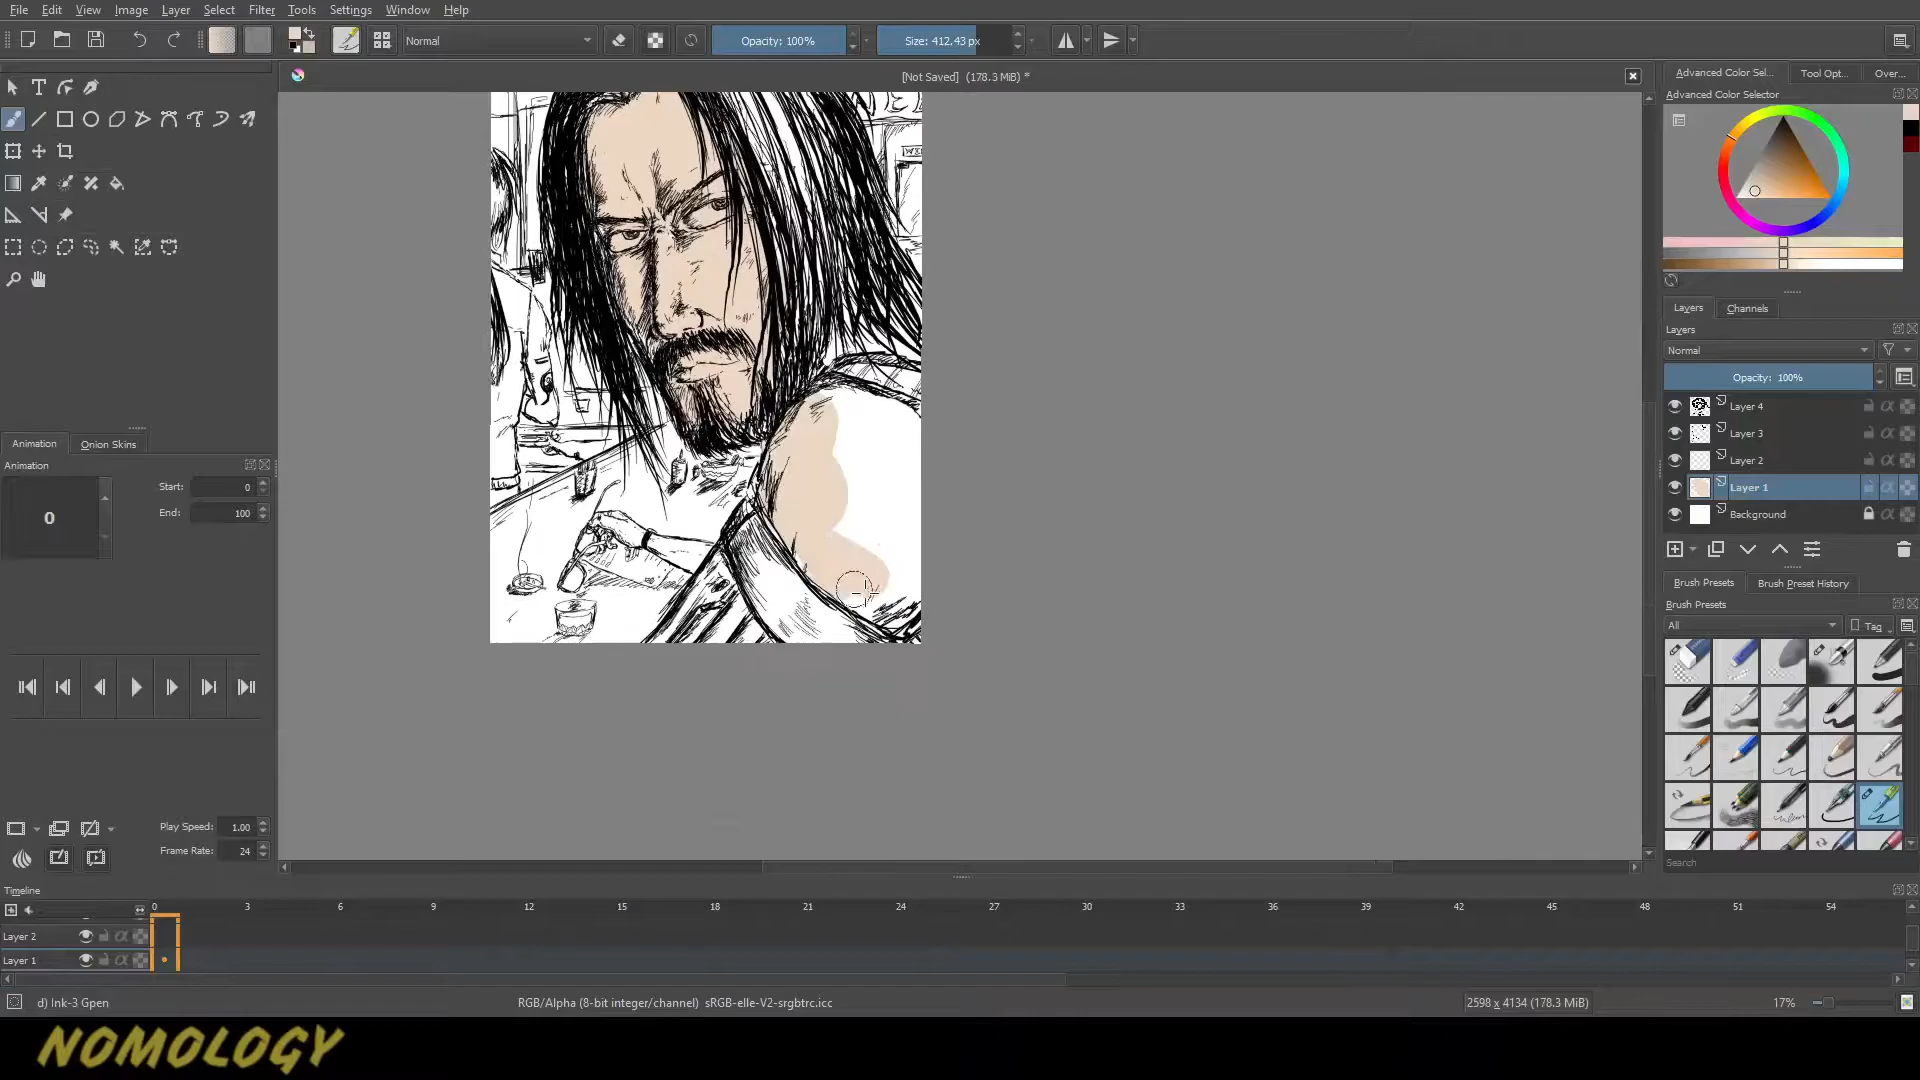 File Edit View Image Layer Select Filter Tools Settings Window Help
Normal
Opacity: 100%
Size: 412.43 px
[Not Saved] (178.3 MiB) *
Advanced Color Sel...
Tool Opt...
Over...
Advanced Color Selector
Layers
Channels
Layers
Normal
Opacity: 100%
Layer 4
Layer 3
Layer 2
Layer 1
Background
Brush Presets
Brush Preset History
Brush Presets
All
Tag
Search
Animation
Onion Skins
Animation
0
Start: 0
End: 100
Play Speed: 1.00
Frame Rate: 24
Timeline
0 3 6 9 12 15 18 21 24 27 30 33 36 39 42 45 48 51 54
Layer 2
Layer 1
d) Ink-3 Gpen
RGB/Alpha (8-bit integer/channel) sRGB-elle-V2-srgbtrc.icc
2598 x 4134 (178.3 MiB)
17%
NOMOLOGY